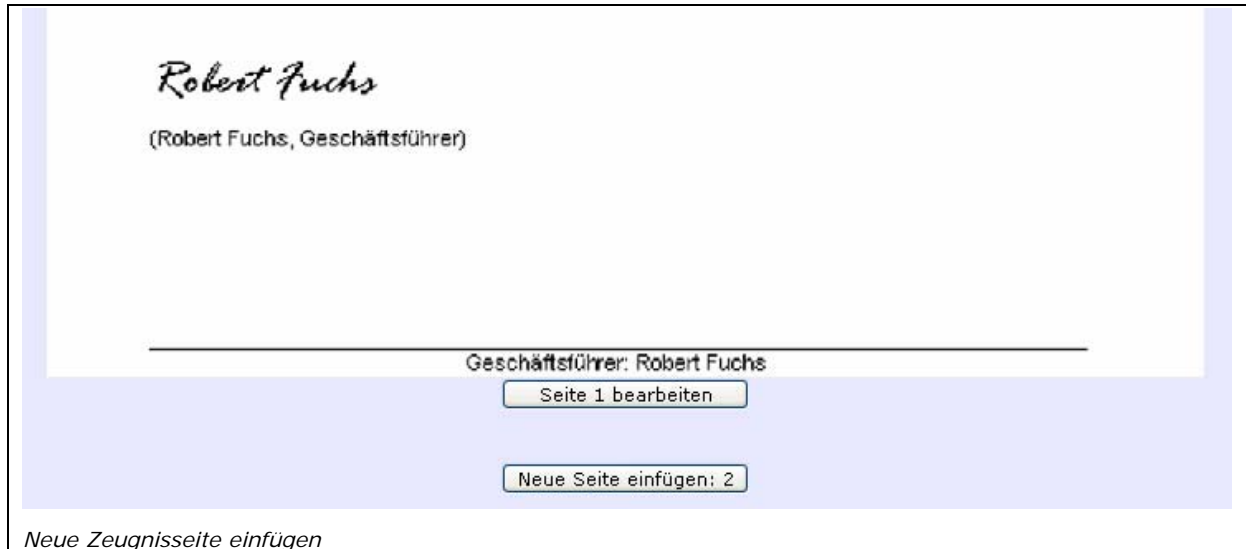 Robert Fuchs
(Robert Fuchs, Geschäftsführer)
Geschäftsführer: Robert Fuchs
Seite 1 bearbeiten
Neue Seite einfügen: 2
Neue Zeugnisseite einfügen